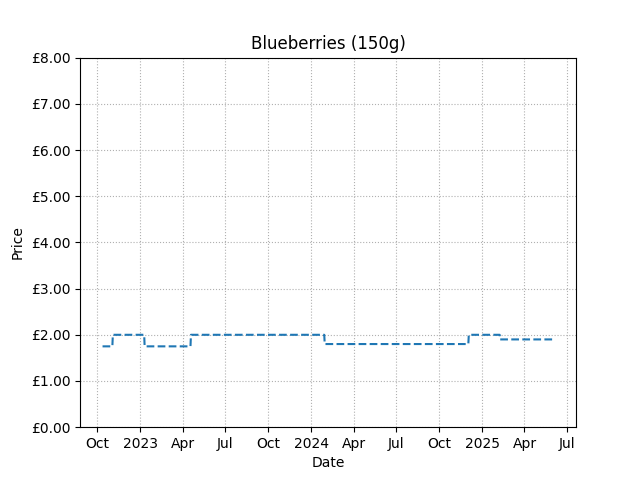 Blueberries (150g)
£8.00
£7.00
£6.00
£5.00
£4.00
£3.00
£2.00
£1.00
£0.00
Price
Oct 2023 Apr Jul Oct 2024 Apr Jul Oct 2025 Apr Jul
Date